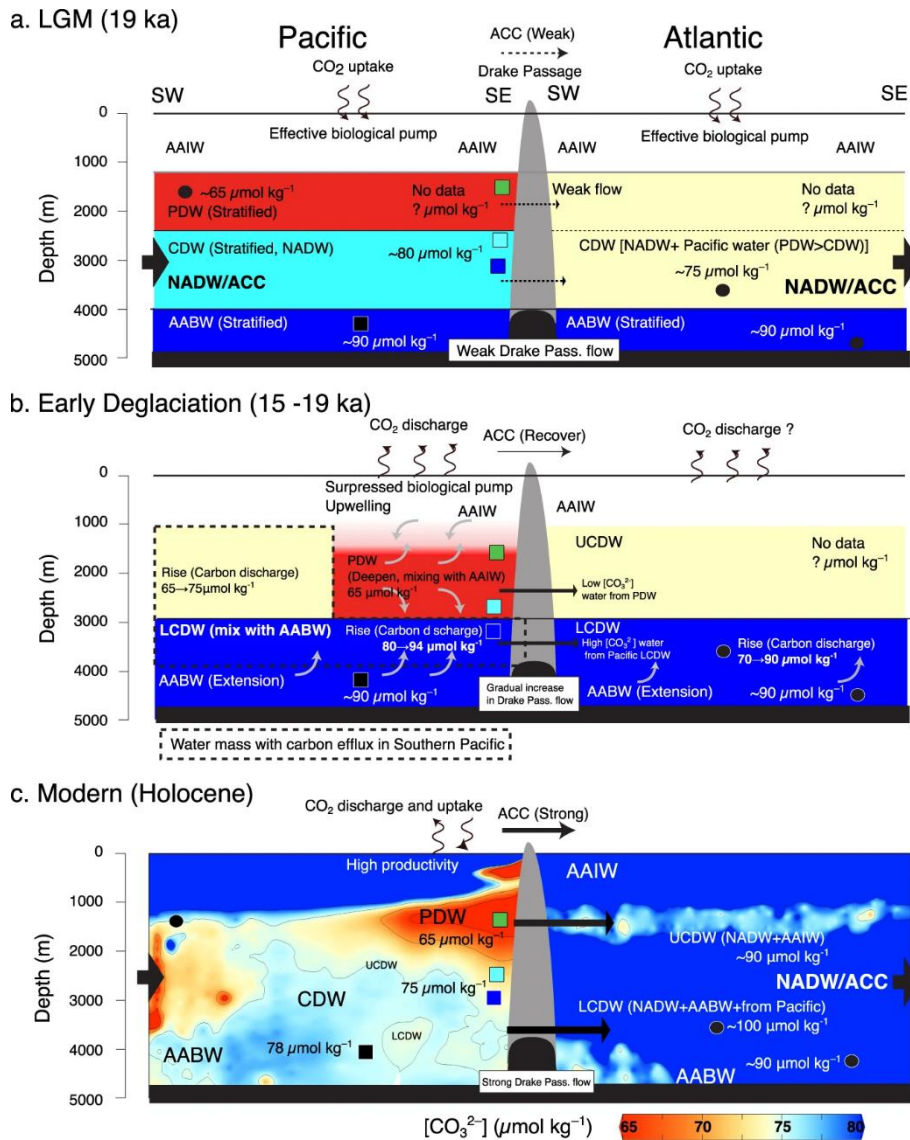 a. LGM (19 ka)
Pacific
ACC (Weak)
Atlantic
CO2 uptake
Drake Passage
CO2 uptake
SW
SE
SW
SE
0
1000
2000
3000
4000
5000
Depth (m)
Effective biological pump
Effective biological pump
AAIW
AAIW
AAIW
AAIW
~65 µmol kg–1
PDW (Stratified)
No data
? µmol kg–1
Weak flow
No data
? µmol kg–1
CDW (Stratified, NADW)
~80 µmol kg–1
CDW [NADW+ Pacific water (PDW>CDW)]
~75 µmol kg–1
NADW/ACC
NADW/ACC
AABW (Stratified)
~90 µmol kg–1
AABW (Stratified)
~90 µmol kg–1
Weak Drake Pass. flow
b. Early Deglaciation (15 -19 ka)
CO2 discharge
ACC (Recover)
CO2 discharge ?
0
1000
2000
3000
4000
5000
Depth (m)
Surpressed biological pump
Upwelling
AAIW
AAIW
Rise (Carbon discharge)
65→75µmol kg-1
PDW
(Deepen, mixing with AAIW)
65 µmol kg–1
UCDW
No data
? µmol kg–1
Low [CO32-]
water from PDW
LCDW (mix with AABW)
Rise (Carbon d scharge)
80→94 µmol kg–1
LCDW
High [CO32-] water
from Pacific LCDW
Rise (Carbon discharge)
70→90 µmol kg–1
AABW (Extension)
~90 µmol kg–1
Gradual increase
in Drake Pass. flow
AABW (Extension)
~90 µmol kg–1
Water mass with carbon efflux in Southern Pacific
c. Modern (Holocene)
CO2 discharge and uptake
ACC (Strong)
0
1000
2000
3000
4000
5000
Depth (m)
High productivity
AAIW
PDW
65 µmol kg–1
UCDW
UCDW (NADW+AAIW)
~90 µmol kg–1
75 µmol kg–1
CDW
NADW/ACC
LCDW (NADW+AABW+from Pacific)
~100 µmol kg–1
LCDW
AABW
78 µmol kg–1
~90 µmol kg–1
AABW
Strong Drake Pass. flow
[CO32-] (µmol kg–1)
65
70
75
80